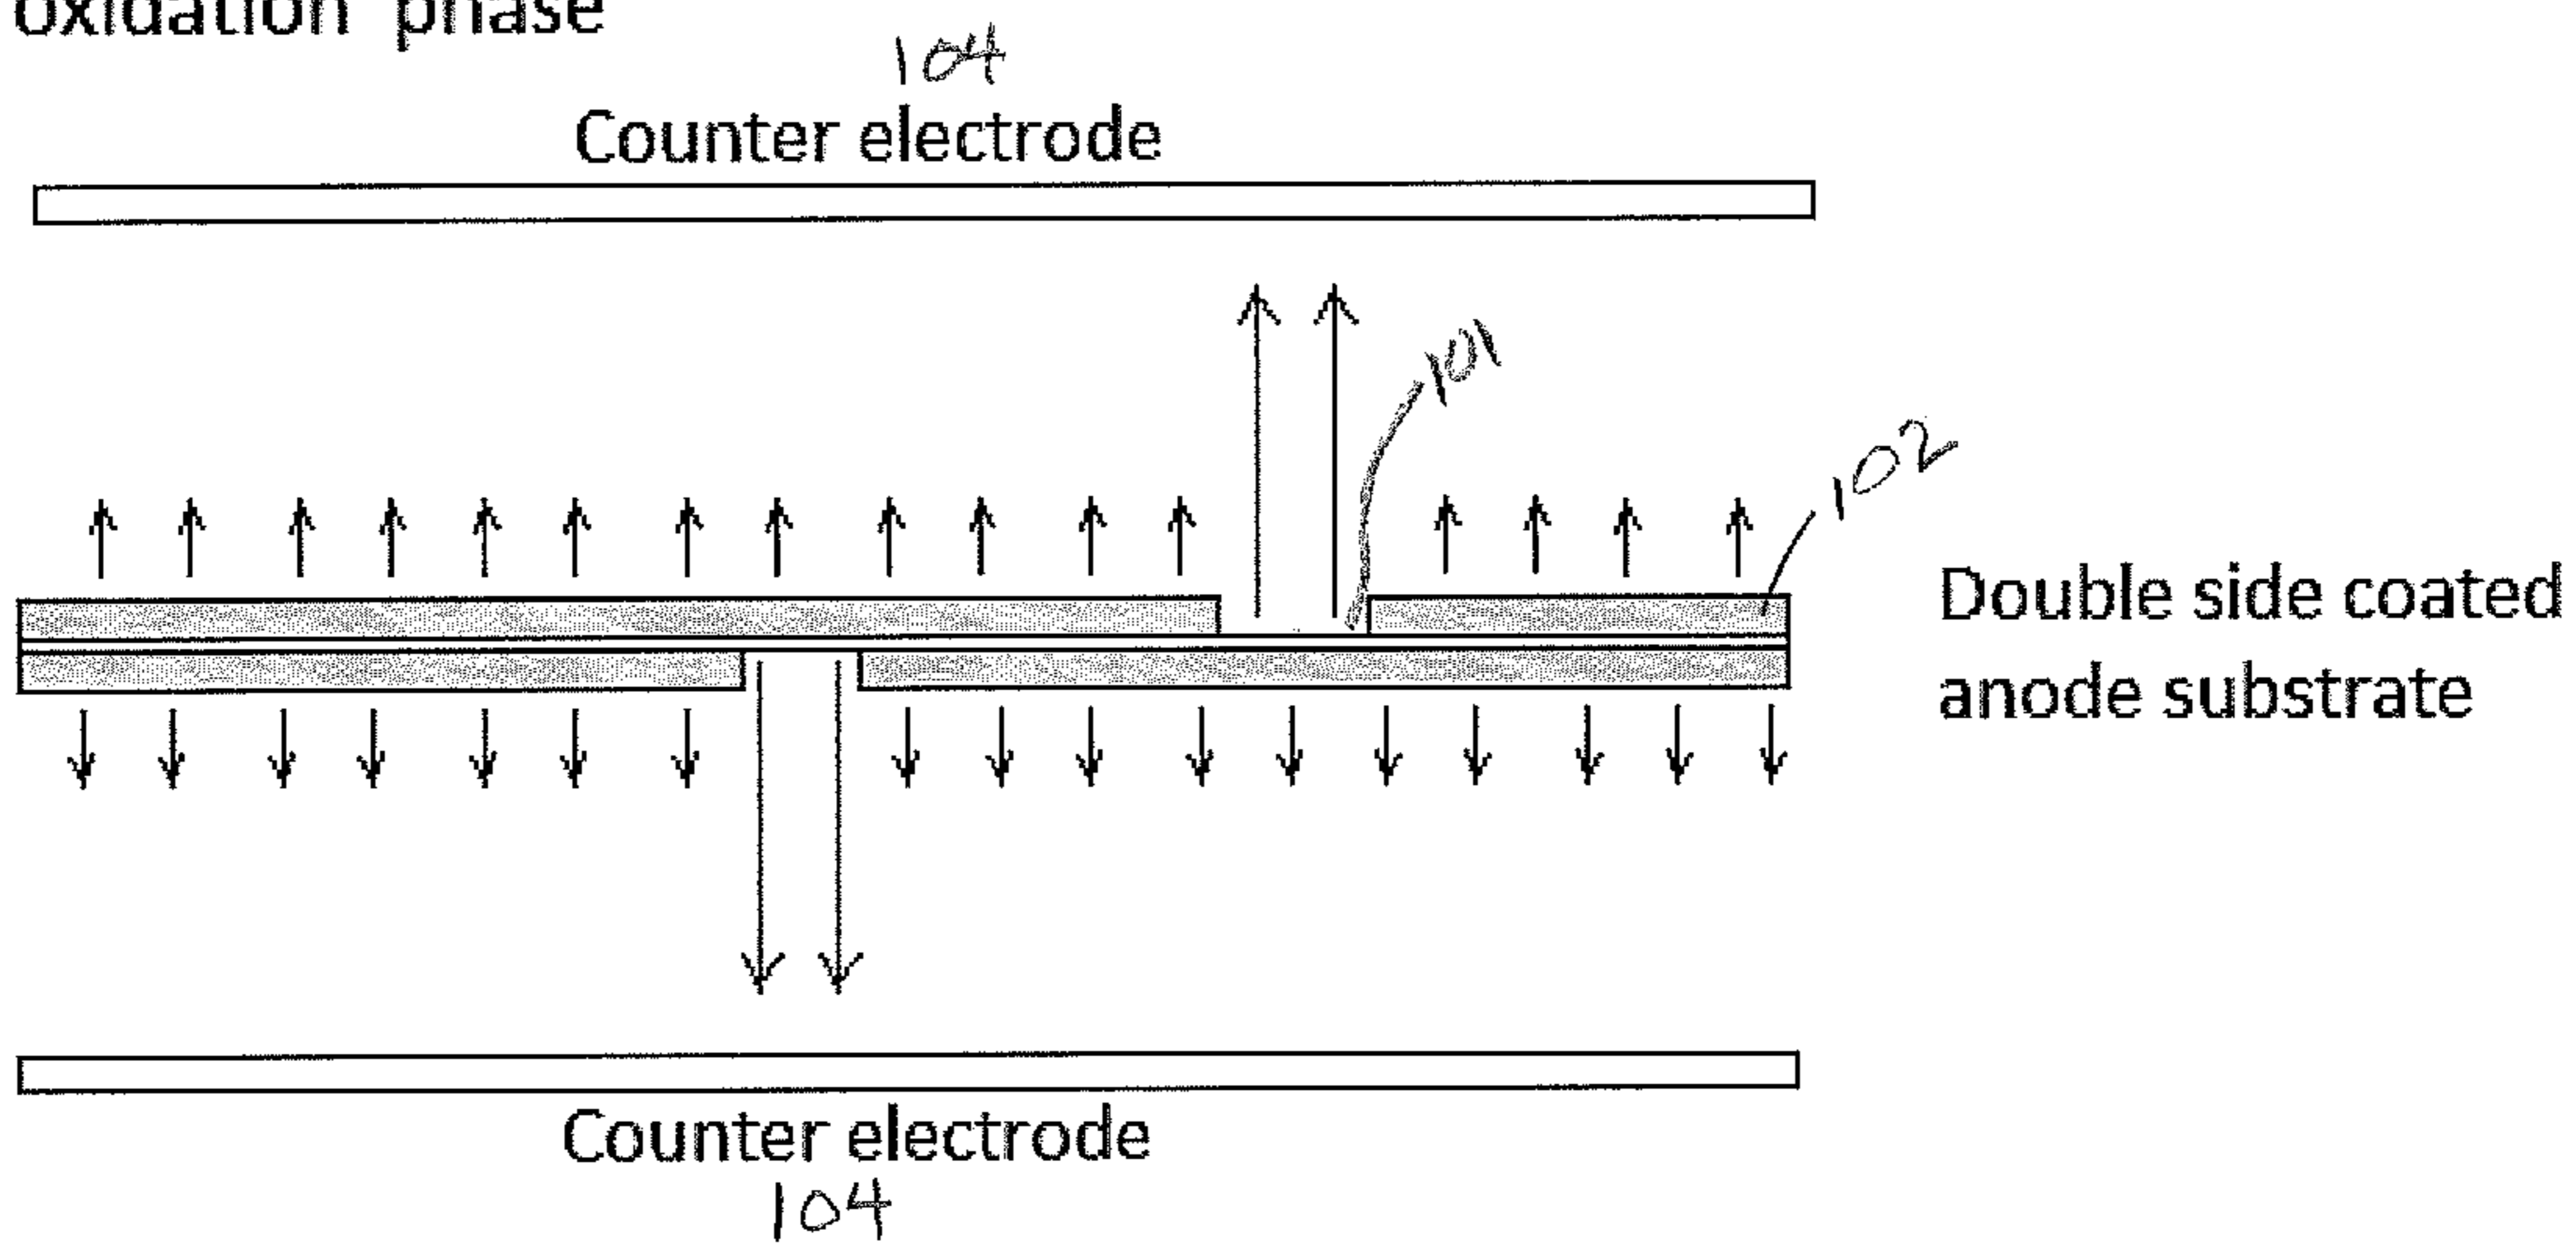 oxidation phase
104
Counter electrode
101
102
Double side coated
anode substrate
Counter electrode
104